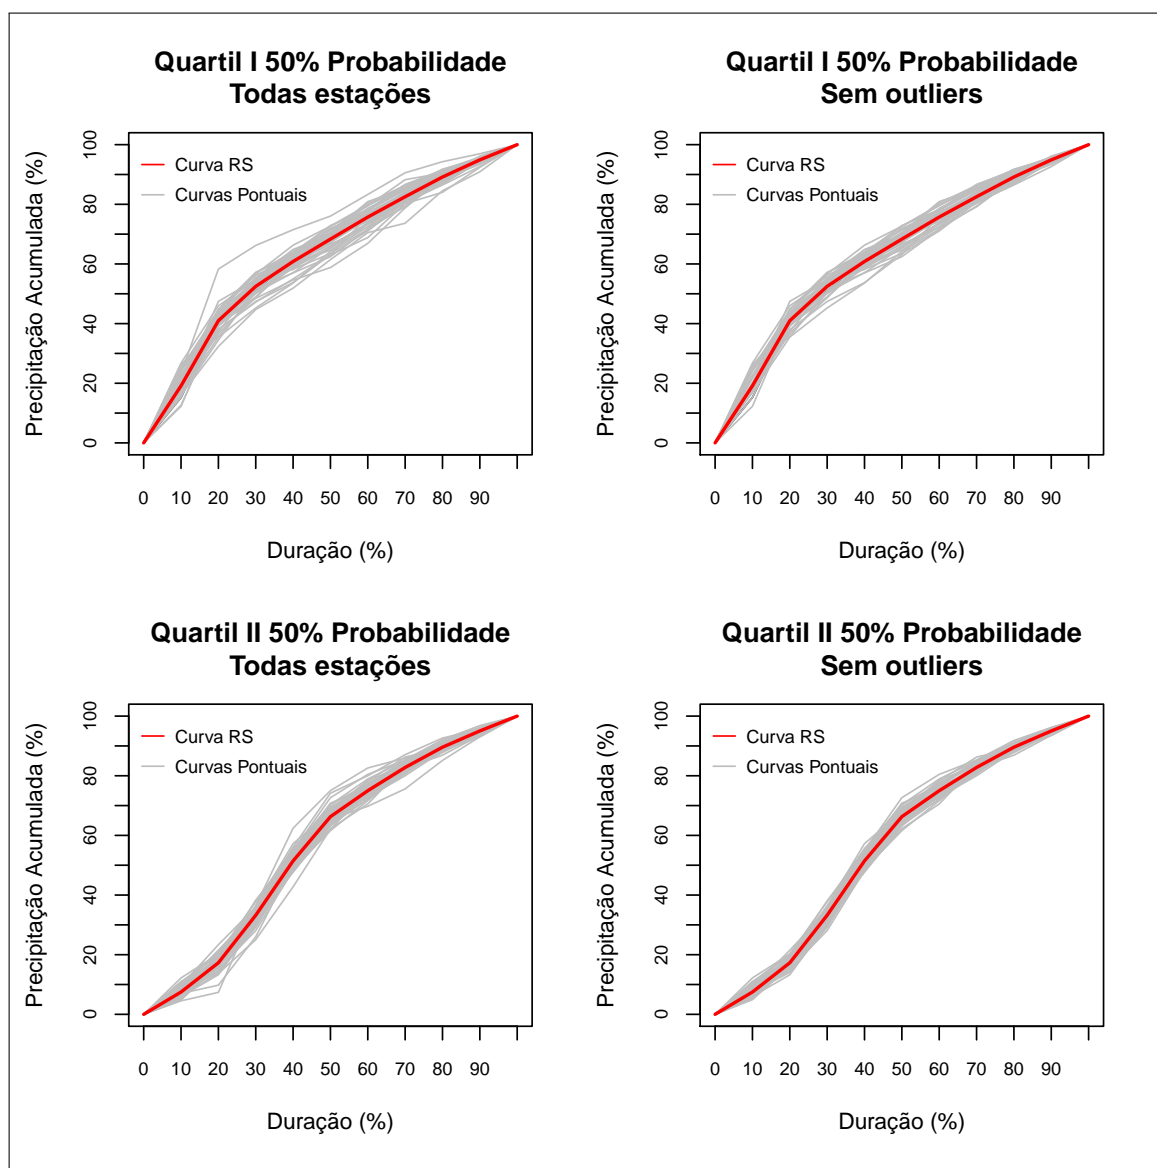 Quartil I 50% Probabilidade
Todas estações
Precipitação Acumulada (%)
100
80
60
40
20
0
Curva RS
Curvas Pontuais
0 10 20 30 40 50 60 70 80 90
Duração (%)
Quartil I 50% Probabilidade
Sem outliers
Precipitação Acumulada (%)
100
80
60
40
20
0
Curva RS
Curvas Pontuais
0 10 20 30 40 50 60 70 80 90
Duração (%)
Quartil II 50% Probabilidade
Todas estações
Precipitação Acumulada (%)
100
80
60
40
20
0
Curva RS
Curvas Pontuais
0 10 20 30 40 50 60 70 80 90
Duração (%)
Quartil II 50% Probabilidade
Sem outliers
Precipitação Acumulada (%)
100
80
60
40
20
0
Curva RS
Curvas Pontuais
0 10 20 30 40 50 60 70 80 90
Duração (%)